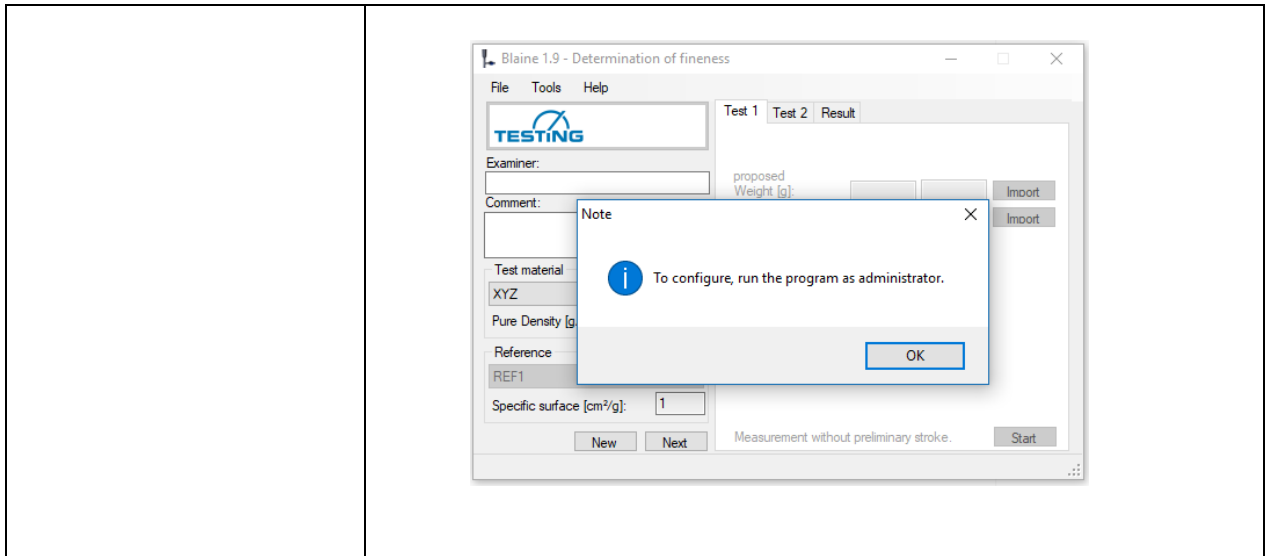 Blaine 1.9 - Determination of fineness
File Tools Help
TESTING
Test 1 Test 2 Result
Examiner:
proposed
Weight [g]:
Import
Comment:
Import
Note
To configure, run the program as administrator.
OK
Test material
XYZ
Pure Density [g
Reference
REF1
Specific surface [cm²/g]: 1
New Next
Measurement without preliminary stroke.
Start